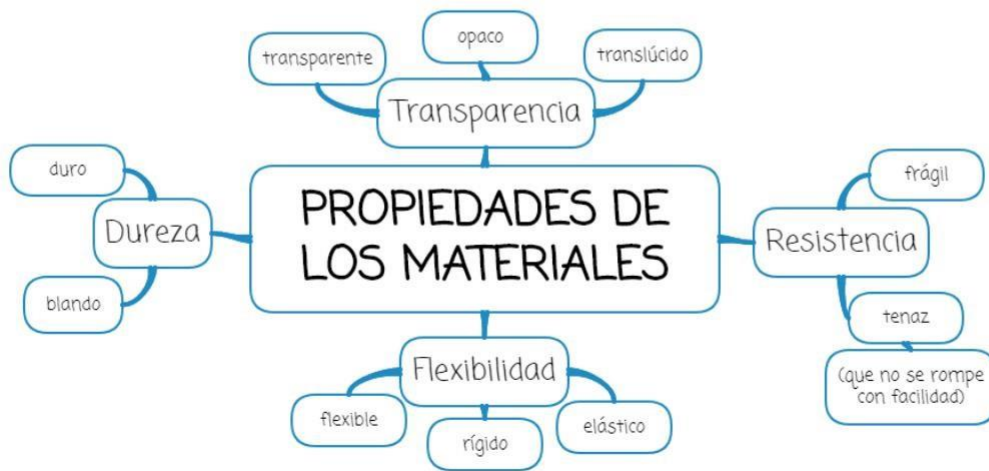 opaco
transparente
translúcido
Transparencia
duro
Dureza
blando
PROPIEDADES DE
LOS MATERIALES
frágil
Resistencia
tenaz
(que no se rompe
con facilidad)
Flexibilidad
flexible
rígido
elástico